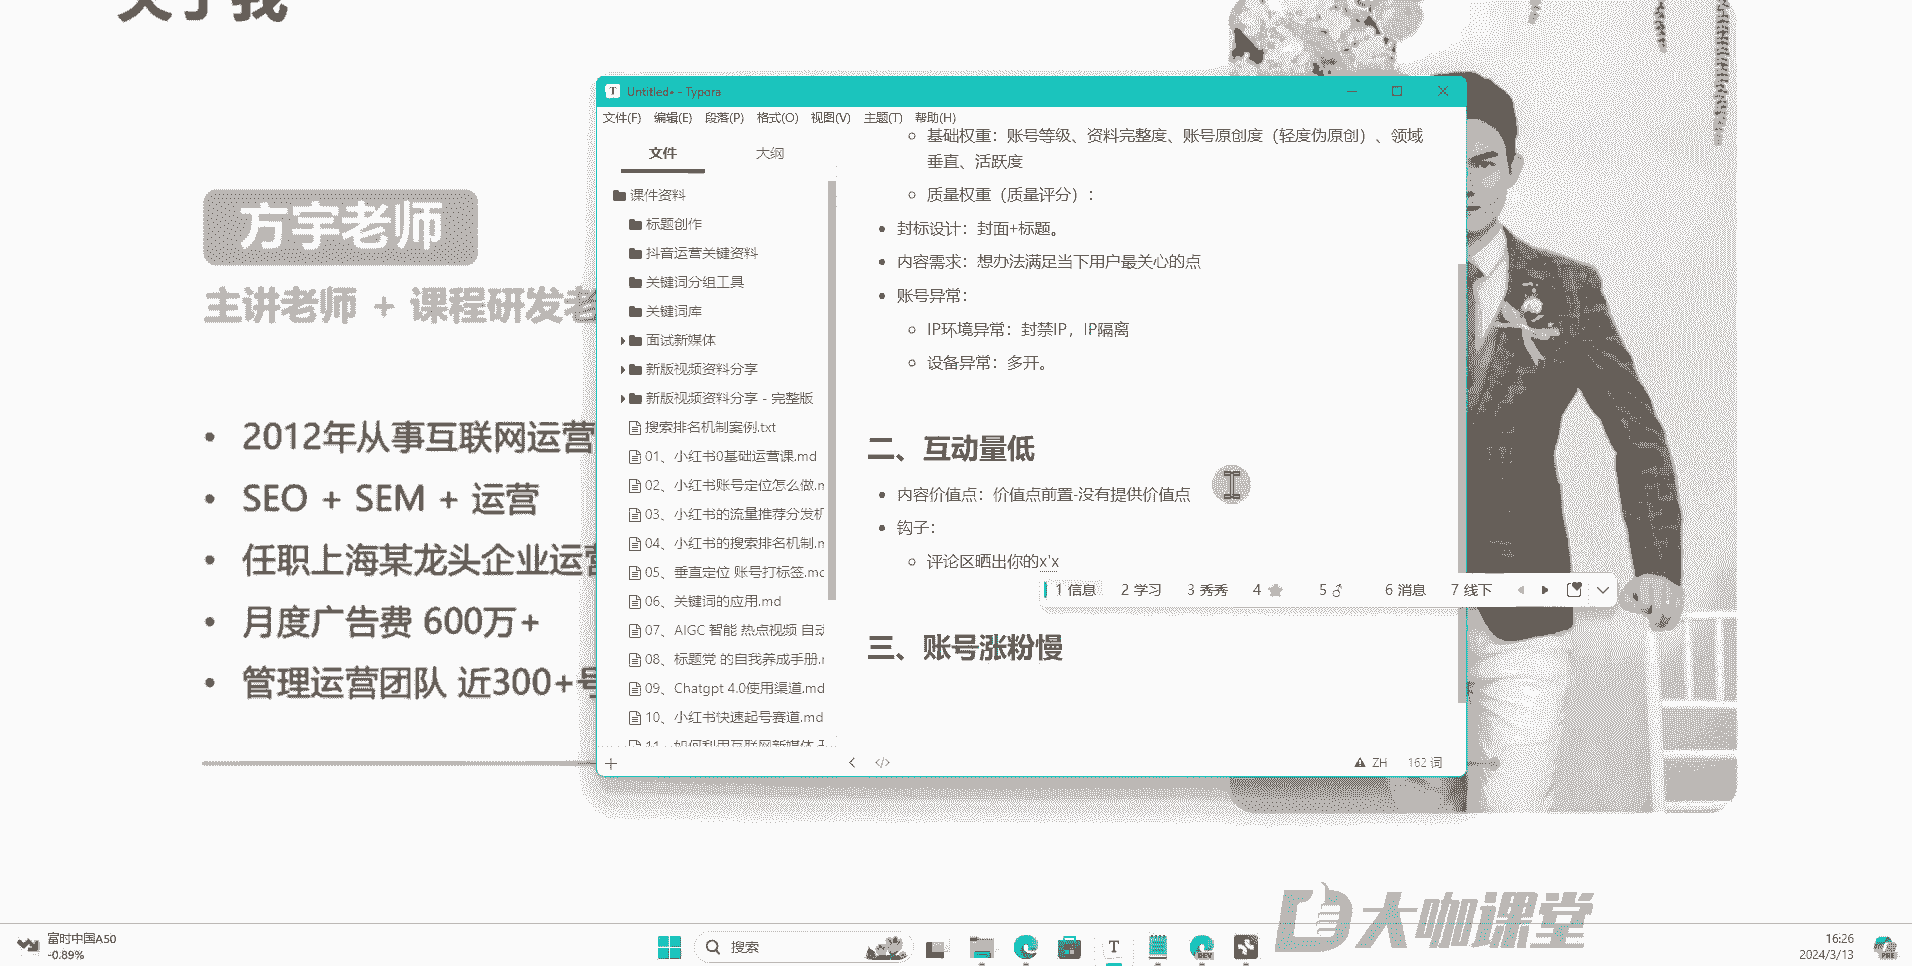 Untitled• - Typora
文件(F) 编辑(E) 段落(P) 格式(O) 视图(V) 主题(T) 帮助(H)
文件 大纲
课件资料
标题创作
抖音运营关键资料
关键词分组工具
关键词库
面试新媒体
新版视频资料分享
新版视频资料分享 - 完整版
搜索排名机制案例.txt
01、小红书0基础运营课.md
02、小红书账号定位怎么做.m
03、小红书的流量推荐分发机
04、小红书的搜索排名机制.m
05、垂直定位 账号打标签.mc
06、关键词的应用.md
07、AIGC 智能 热点视频 自动
08、标题党 的自我养成手册.r
09、Chatgpt 4.0使用渠道.md
10、小红书快速起号赛道.md
基础权重：账号等级、资料完整度、账号原创度（轻度伪原创）、领域
垂直、活跃度
质量权重（质量评分）：
封标设计：封面+标题。
内容需求：想办法满足当下用户最关心的点
账号异常：
IP环境异常：封禁IP，IP隔离
设备异常：多开。
二、互动量低
内容价值点：价值点前置-没有提供价值点
钩子：
评论区晒出你的x'x
1 信息 2 学习 3 秀秀 4 5♂ 6 消息 7 线下
三、账号涨粉慢
ZH 162 词
方宇老师
主讲老师 + 课程研发老
• 2012年从事互联网运营
• SEO + SEM + 运营
• 任职上海某龙头企业运营
• 月度广告费 600万+
• 管理运营团队 近300+号
大咖课堂
富时中国A50
-0.89%
搜索
DEV
16:26
2024/3/13
PRE